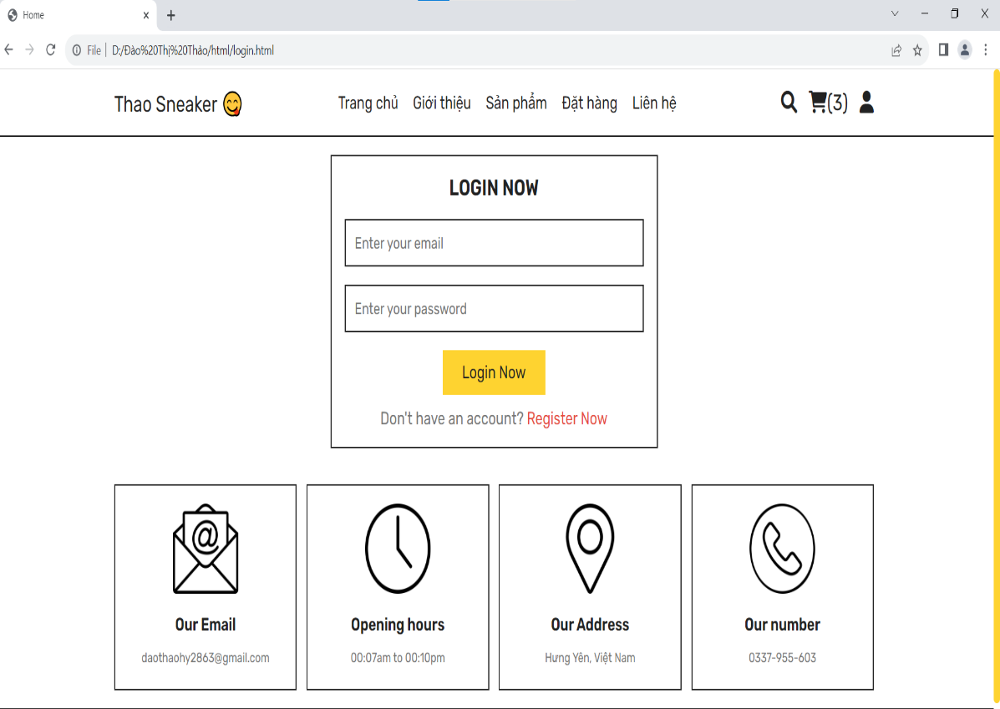 Home
File | D:/Đào%20Thị%20Thảo/html/login.html
Thao Sneaker 😋 Trang chủ Giới thiệu Sản phẩm Đặt hàng Liên hệ (3)
LOGIN NOW
Enter your email
Enter your password
Login Now
Don't have an account? Register Now
@
Our Email Opening hours Our Address Our number
daothaohy2863@gmail.com 00:07am to 00:10pm Hưng Yên, Việt Nam 0337-955-603